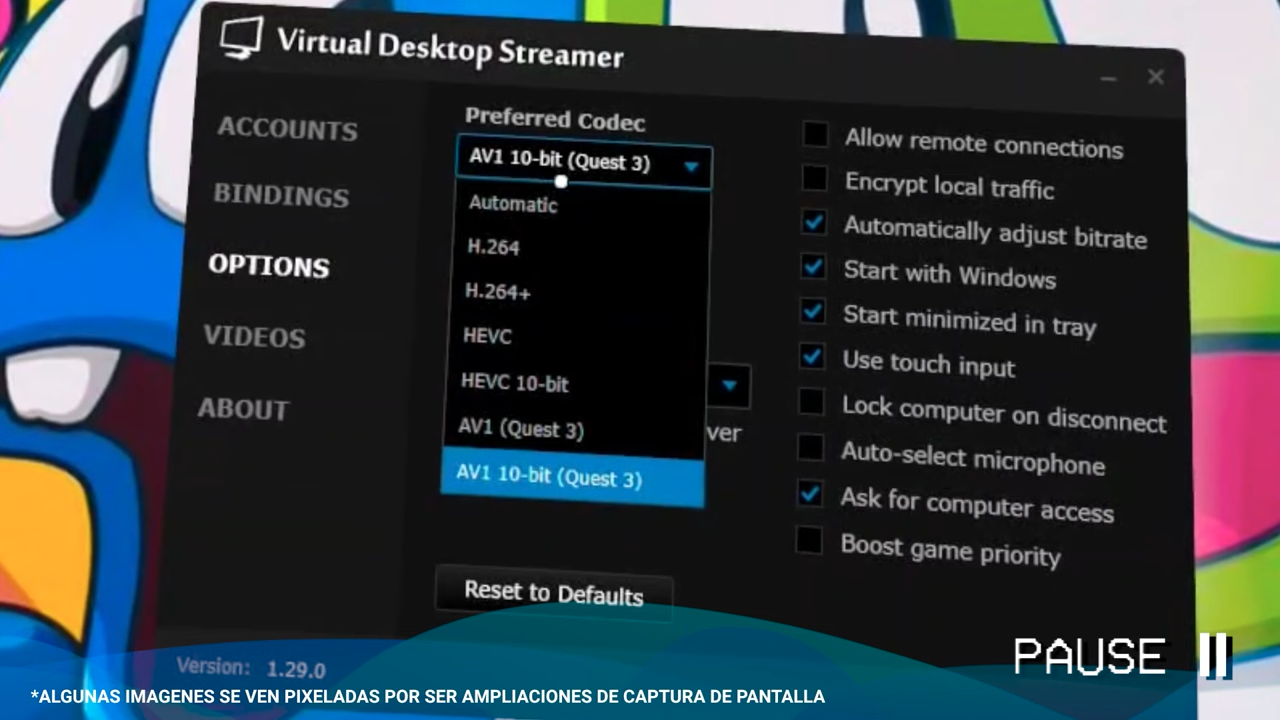 Virtual Desktop Streamer
ACCOUNTS
BINDINGS
OPTIONS
VIDEOS
ABOUT
Preferred Codec
AV1 10-bit (Quest 3)
Automatic
H.264
H.264+
HEVC
HEVC 10-bit
AV1 (Quest 3)
AV1 10-bit (Quest 3)
ver
Reset to Defaults
Allow remote connections
Encrypt local traffic
Automatically adjust bitrate
Start with Windows
Start minimized in tray
Use touch input
Lock computer on disconnect
Auto-select microphone
Ask for computer access
Boost game priority
Version: 1.29.0
PAUSE
*ALGUNAS IMAGENES SE VEN PIXELADAS POR SER AMPLIACIONES DE CAPTURA DE PANTALLA